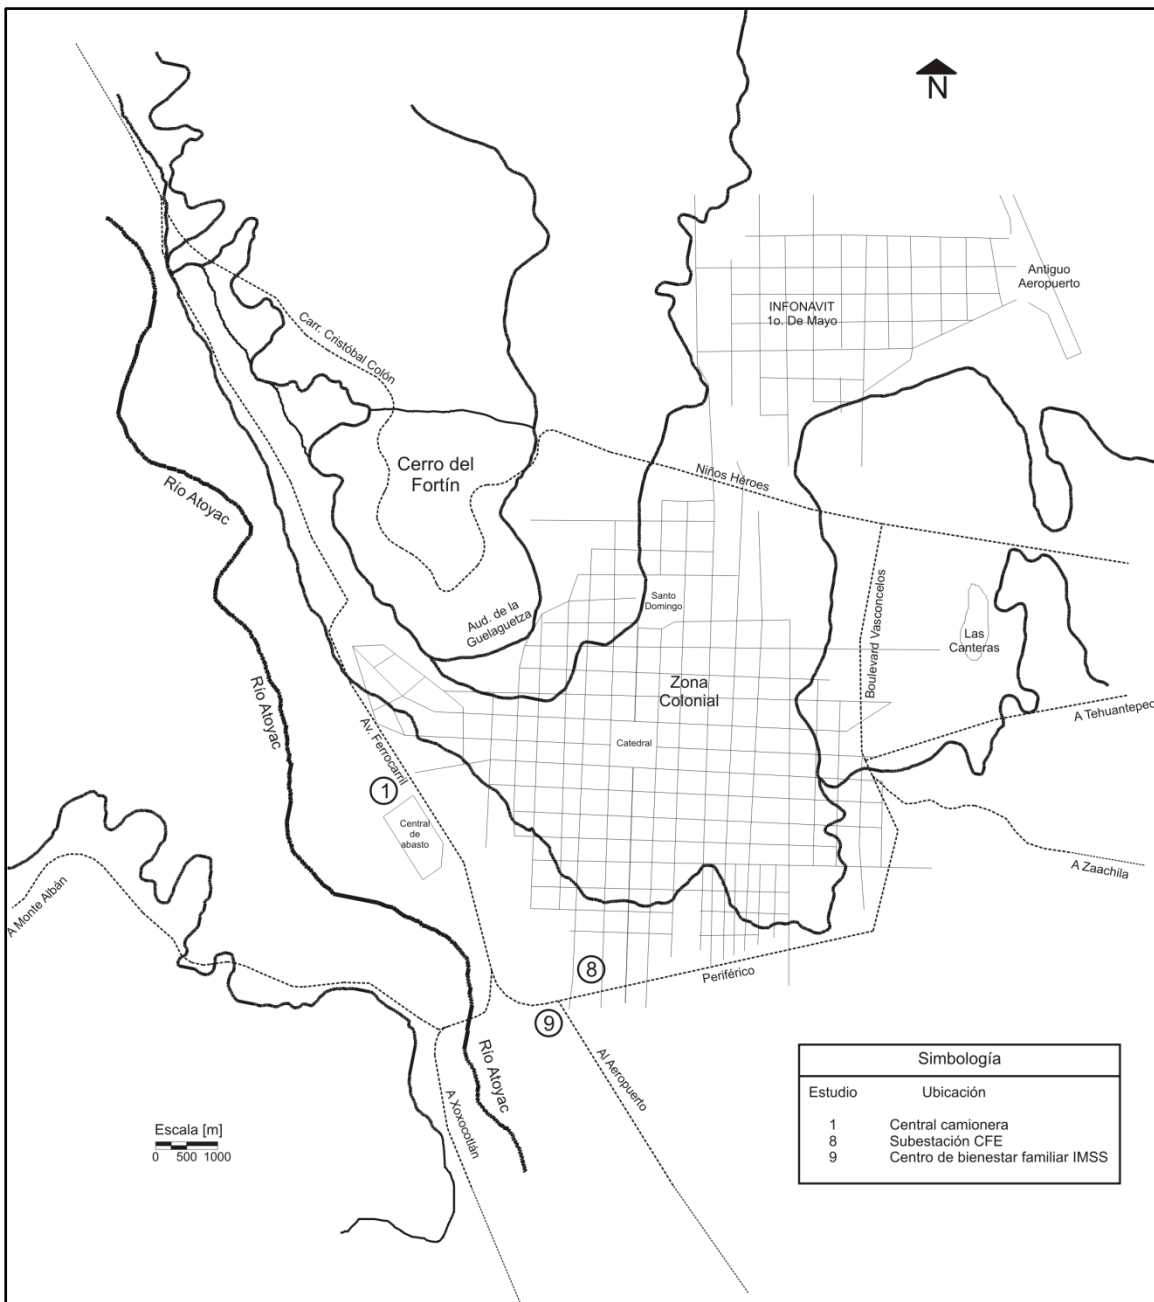 N
Antiguo
Aeropuerto
INFONAVIT
1o. De Mayo
Carr. Cristóbal Colón
Cerro del
Fortín
Niños Héroes
Río Atoyac
Santo
Domingo
Boulevard Vasconcelos
Aud. de la
Guelaguetza
Las
Canteras
Zona
Colonial
Río Atoyac
A Tehuantepec
Av. Ferrocarril
Catedral
1
Central
de
abasto
A Zaachila
A Monte Albán
8
Periférico
9
Río Atoyac
Al Aeropuerto
A Xoxocotlán
Escala [m]
0 500 1000
Simbología
Estudio Ubicación
1 Central camionera
8 Subestación CFE
9 Centro de bienestar familiar IMSS